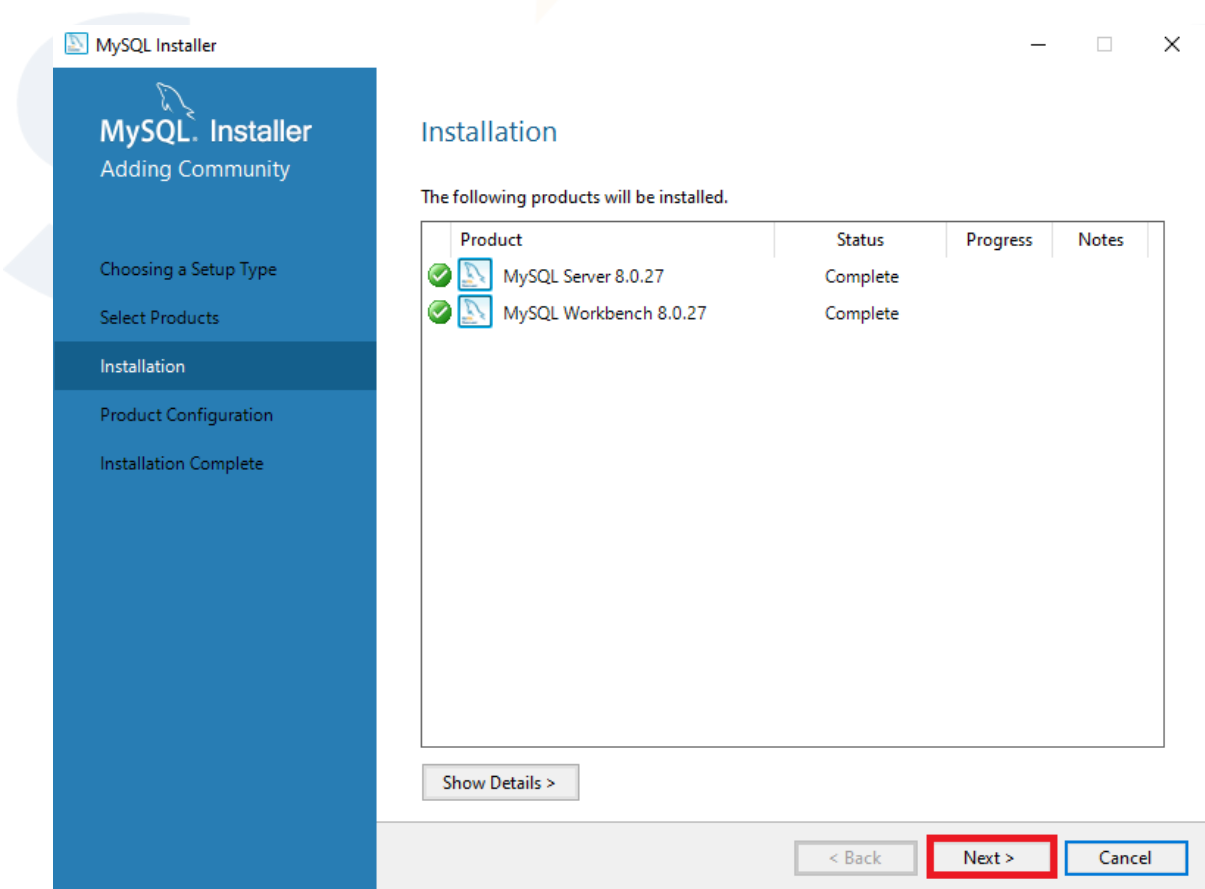 MySQL Installer
MySQL. Installer
Adding Community
Choosing a Setup Type
Select Products
Installation
Product Configuration
Installation Complete
Installation
The following products will be installed.
Product Status Progress Notes
MySQL Server 8.0.27 Complete
MySQL Workbench 8.0.27 Complete
Show Details >
< Back Next > Cancel